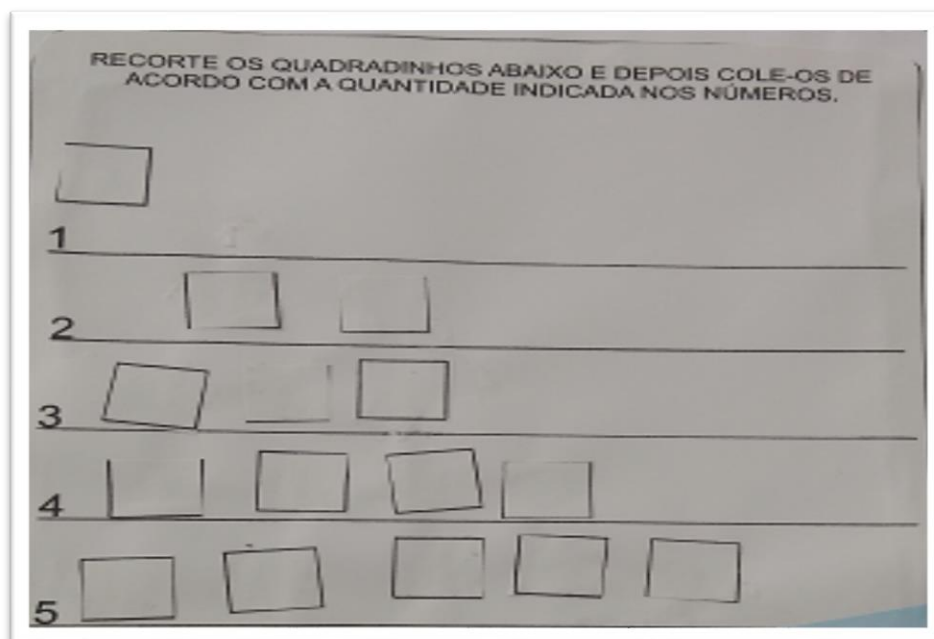 RECORTE OS QUADRADINHOS ABAIXO E DEPOIS COLE-OS DE
ACORDO COM A QUANTIDADE INDICADA NOS NÚMEROS.
1
2
3
4
5